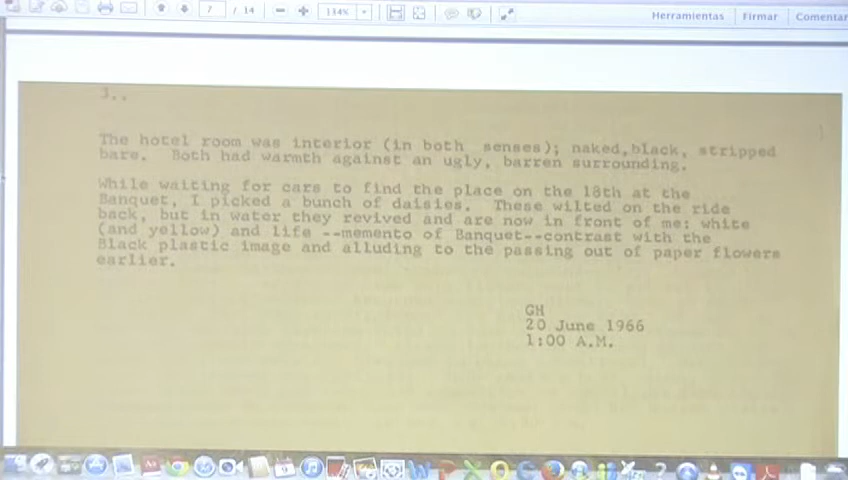 7 / 14
134%
Herramientas
Firmar
Comentar
3..
The hotel room was interior (in both senses); naked,black, stripped
bare. Both had warmth against an ugly, barren surrounding.
While waiting for cars to find the place on the 18th at the
Banquet, I picked a bunch of daisies. These wilted on the ride
back, but in water they revived and are now in front of me: white
(and yellow) and life --memento of Banquet--contrast with the
Black plastic image and alluding to the passing out of paper flowers
earlier.
GH
20 June 1966
1:00 A.M.